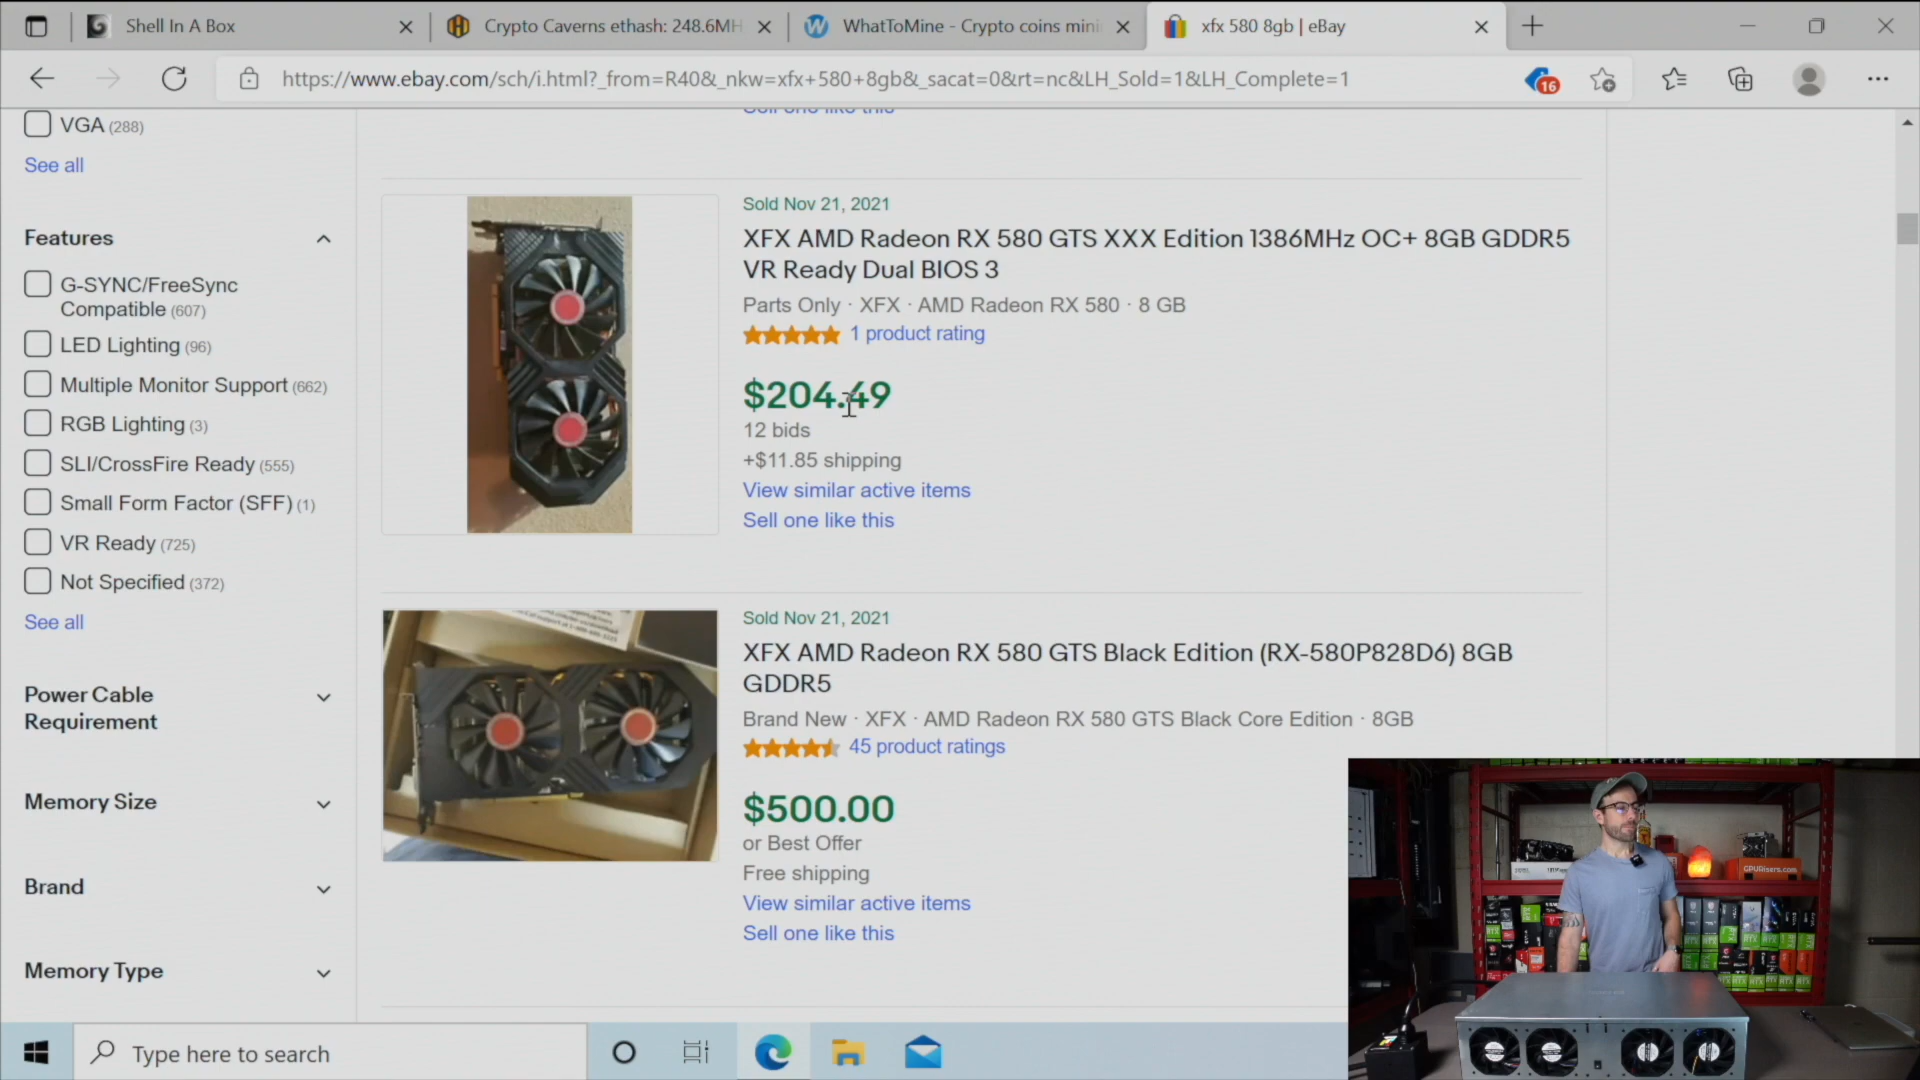 Shell In A Box
Crypto Caverns ethash: 248.6MH
WhatToMine - Crypto coins mini
xfx 580 8gb | eBay
https://www.ebay.com/sch/i.html?_from=R40&_nkw=xfx+580+8gb&_sacat=0&rt=nc&LH_Sold=1&LH_Complete=1
16
VGA (288)
See all
Features
G-SYNC/FreeSync
Compatible (607)
LED Lighting (96)
Multiple Monitor Support (662)
RGB Lighting (3)
SLI/CrossFire Ready (555)
Small Form Factor (SFF) (1)
VR Ready (725)
Not Specified (372)
See all
Power Cable
Requirement
Memory Size
Brand
Memory Type
Sell one like this
Sold Nov 21, 2021
XFX AMD Radeon RX 580 GTS XXX Edition 1386MHz OC+ 8GB GDDR5
VR Ready Dual BIOS 3
Parts Only · XFX · AMD Radeon RX 580 · 8 GB
1 product rating
$204.49
12 bids
+$11.85 shipping
View similar active items
Sell one like this
Sold Nov 21, 2021
XFX AMD Radeon RX 580 GTS Black Edition (RX-580P828D6) 8GB
GDDR5
Brand New · XFX · AMD Radeon RX 580 GTS Black Core Edition · 8GB
45 product ratings
$500.00
or Best Offer
Free shipping
View similar active items
Sell one like this
GPURisers.com
Type here to search